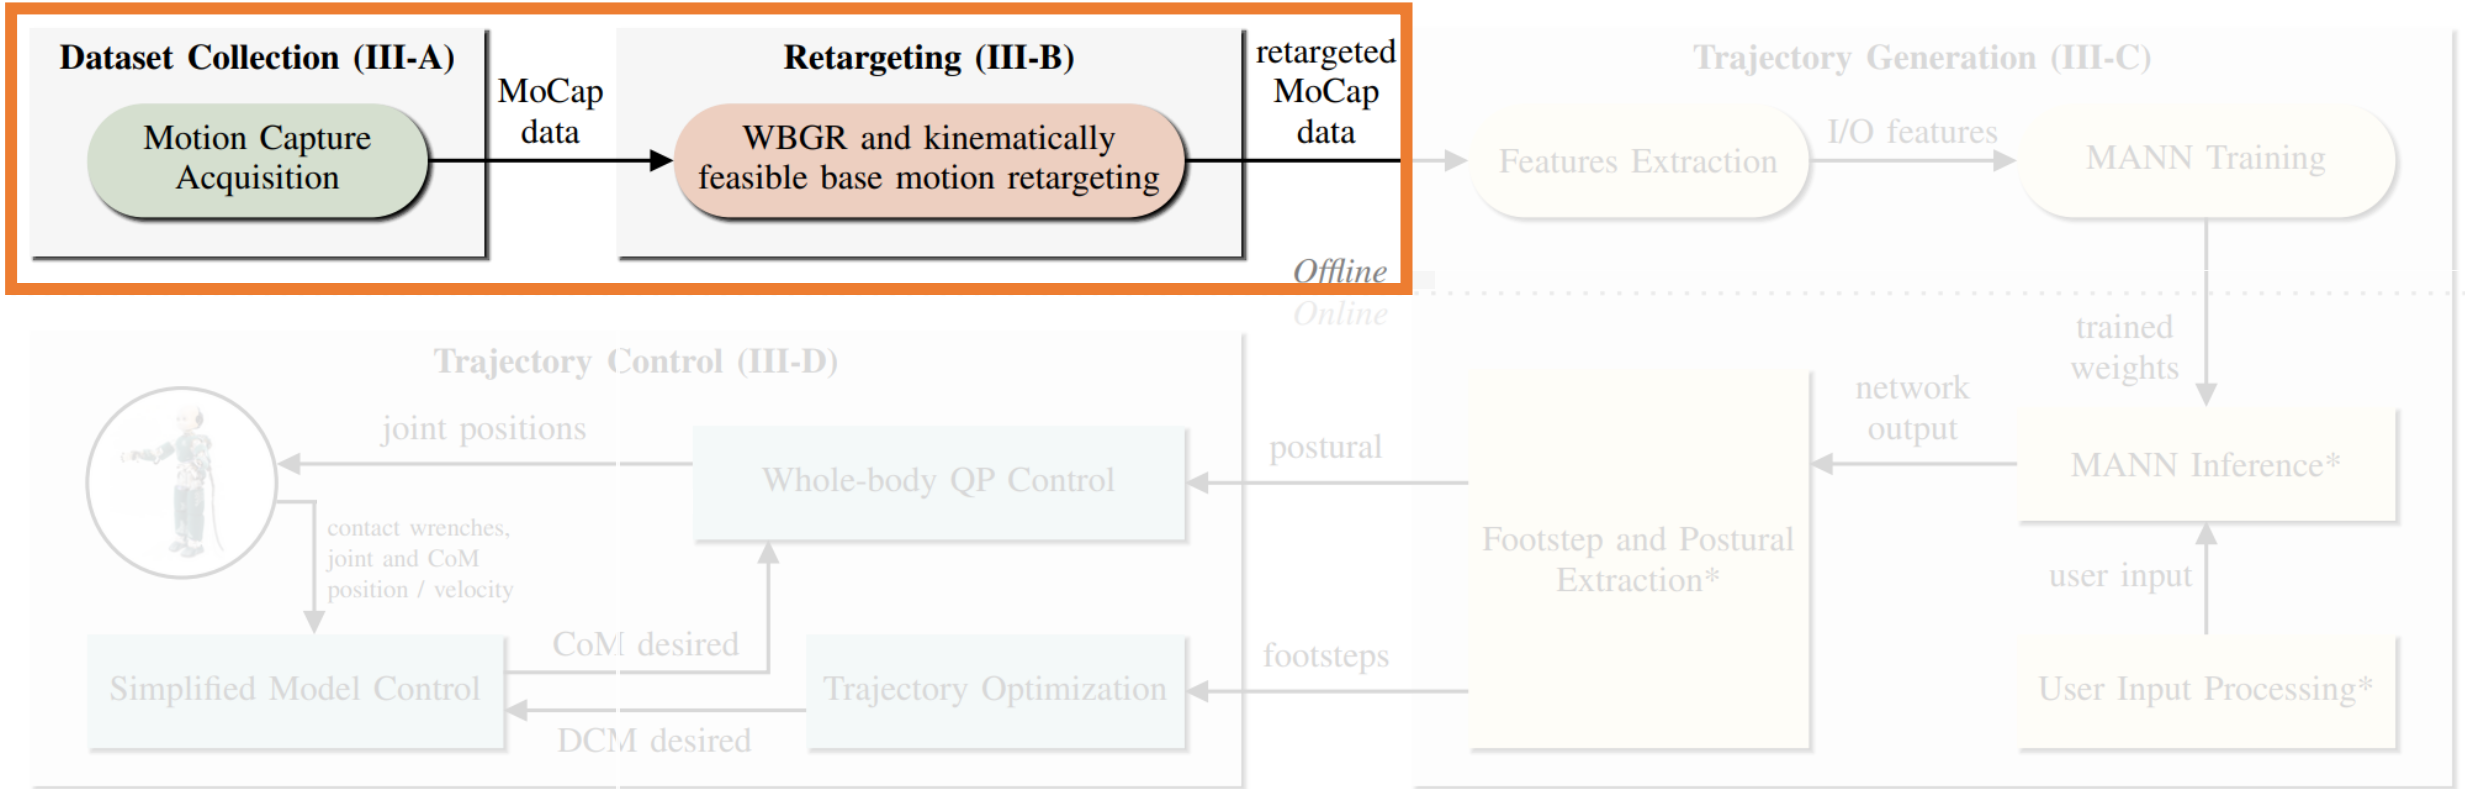 Dataset Collection (III-A)
Motion Capture
Acquisition
MoCap
data
Retargeting (III-B)
WBGR and kinematically
feasible base motion retargeting
retargeted
MoCap
data
Offline
Online
Trajectory Generation (III-C)
Features Extraction
I/O features
MANN Training
trained
weights
MANN Inference*
user input
User Input Processing*
network
output
Footstep and Postural
Extraction*
postural
footsteps
Trajectory Control (III-D)
joint positions
Whole-body QP Control
contact wrenches,
joint and CoM
position / velocity
Simplified Model Control
CoM desired
DCM desired
Trajectory Optimization